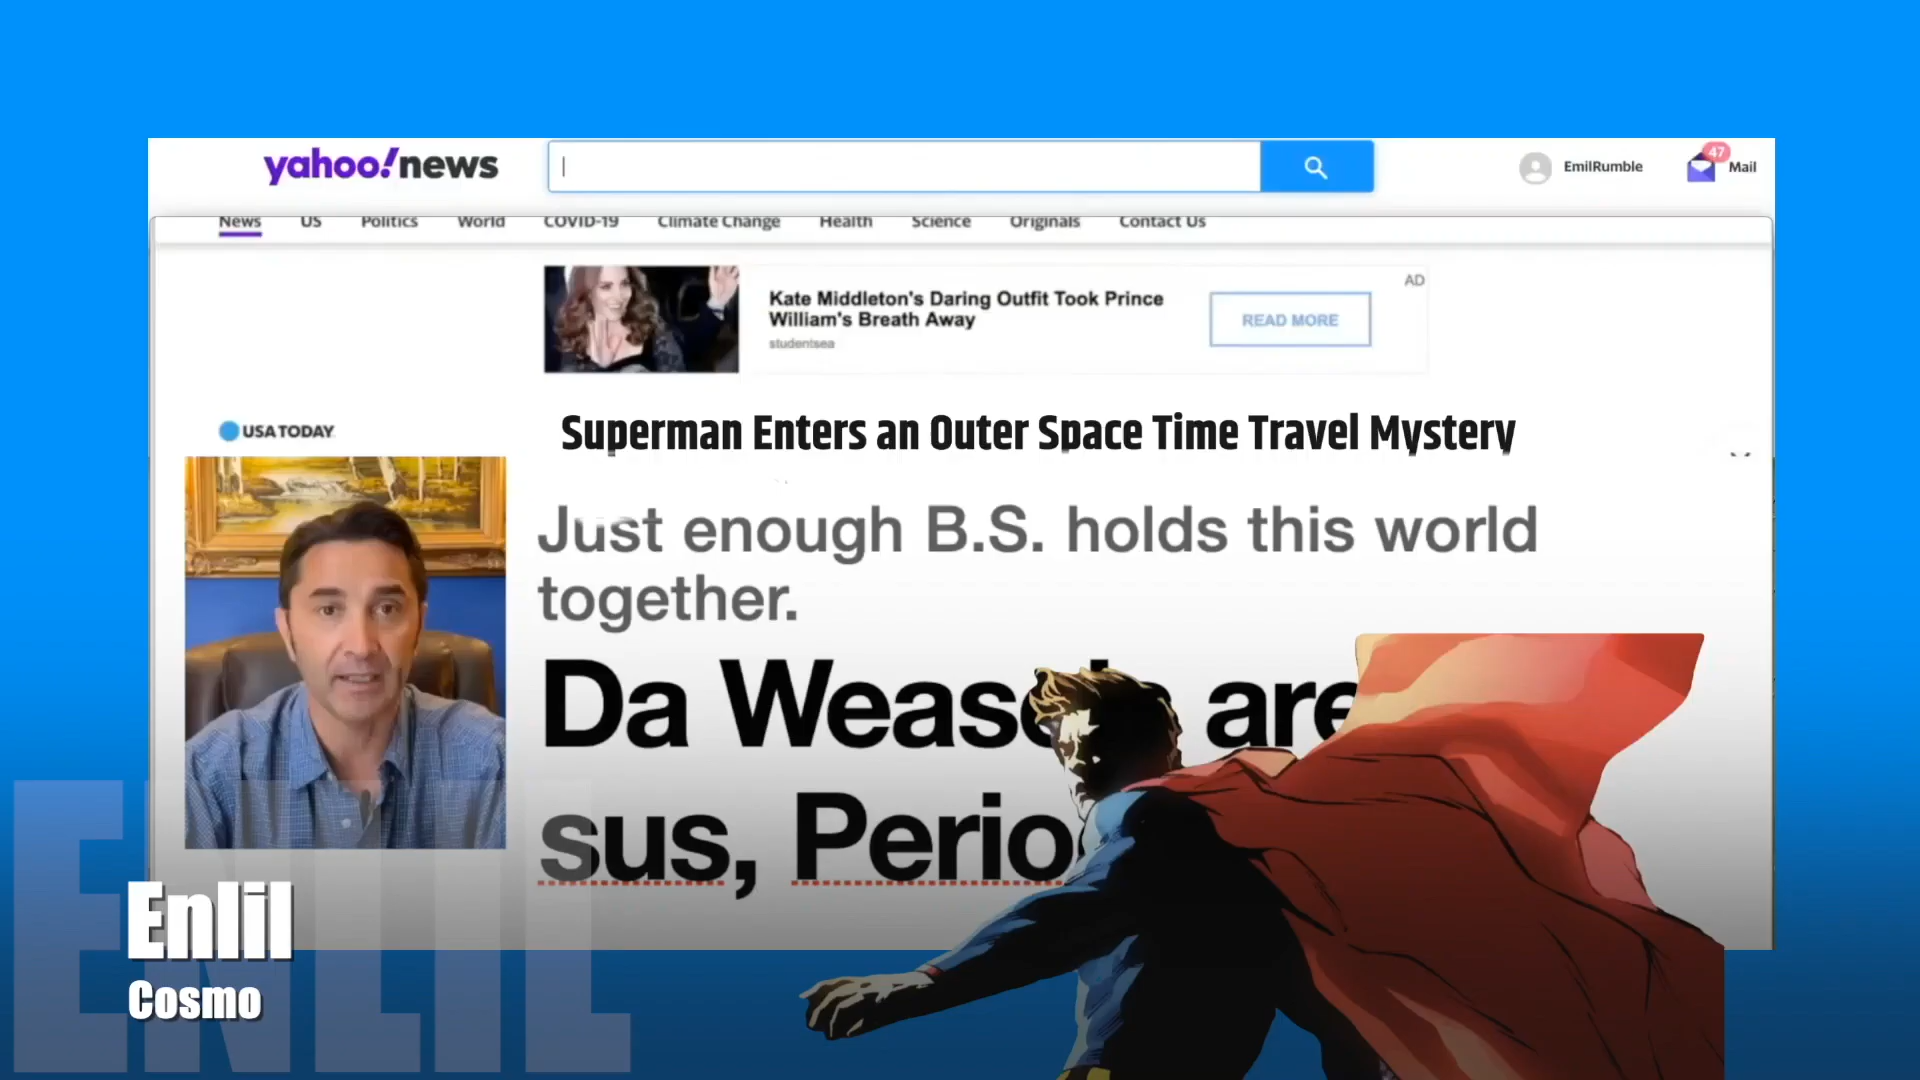 yahoo!news
EmilRumble
47
Mail
News US Politics World COVID-19 Climate Change Health Science Originals Contact Us
AD
Kate Middleton's Daring Outfit Took Prince
William's Breath Away
studentsea
READ MORE
USA TODAY
Superman Enters an Outer Space Time Travel Mystery
Just enough B.S. holds this world
together.
Da are
sus,
ENLIL
Enlil
Cosmo